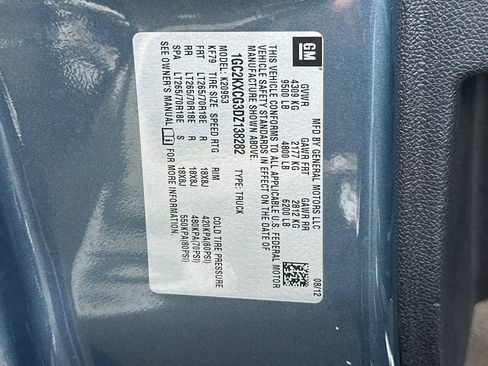 GM
MFD BY GENERAL MOTORS LLC 08/12
GVWR GAWR FRT GAWR RR
4309 KG 2177 KG 2812 KG
9500 LB 4800 LB 6200 LB
THIS VEHICLE CONFORMS TO ALL APPLICABLE U.S. FEDERAL MOTOR
VEHICLE SAFETY STANDARDS IN EFFECT ON THE DATE OF
MANUFACTURE SHOWN ABOVE.
1GC2KXCG3DZ138282 TYPE: TRUCK
MODEL: K20953
KF79 TIRE SIZE SPEED RTG RIM COLD TIRE PRESSURE
FRT LT265/70R18E R 18X8J 420KPA(60PSI)
RR LT265/70R18E R 18X8J 480KPA(70PSI)
SPA LT265/70R18E S 18X8J 550KPA(80PSI)
SEE OWNER'S MANUAL i FOR MORE INFORMATION.